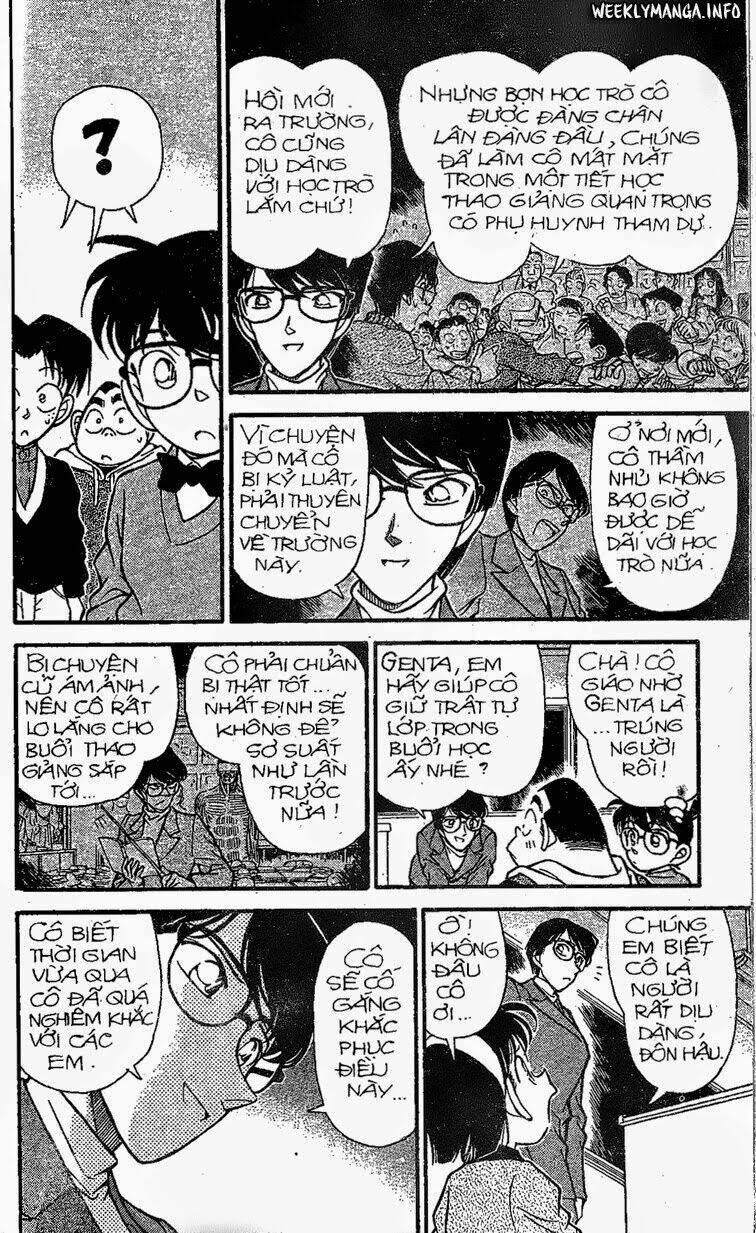 WEEKLYMANGA.INFO
?
HỒI MỚI
RA TRƯỜNG,
CÔ CŨNG
DỊU DÀNG
VỚI HỌC TRÒ
LẮM CHỨ!
NHƯNG BỌN HỌC TRÒ CÔ
ĐƯỢC ĐÀNG CHÂN
LÂN ĐÀNG ĐẦU, CHÚNG
ĐÃ LÀM CÔ MẤT MẶT
TRONG MỘT TIẾT HỌC
THAO GIẢNG QUAN TRỌNG
CÓ PHỤ HUYNH THAM DỰ.
VÌ CHUYỆN
ĐÓ MÀ CÔ
BỊ KỶ LUẬT,
PHẢI THUYÊN
CHUYỂN
VỀ TRƯỜNG
NÀY.
Ở NƠI MỚI,
CÔ THẦM
NHỦ KHÔNG
BAO GIỜ
ĐƯỢC DỄ
DÃI VỚI HỌC
TRÒ NỮA.
BỊ CHUYỆN
CŨ ÁM ẢNH,
NÊN CÔ RẤT
LO LẮNG CHO
BUỔI THAO
GIẢNG SẮP
TỚI...
CÔ PHẢI CHUẨN
BỊ THẬT TỐT...
NHẤT ĐỊNH SẼ
KHÔNG ĐỂ
SƠ SUẤT
NHƯ LẦN
TRƯỚC
NỮA!
GENTA, EM
HÃY GIÚP CÔ
GIỮ TRẬT TỰ
LỚP TRONG
BUỔI HỌC
ẤY NHÉ?
CHÀ! CÔ
GIÁO NHỜ
GENTA LÀ
...TRÚNG
NGƯỜI
RỒI!
CÔ BIẾT
THỜI GIAN
VỪA QUA
CÔ ĐÃ QUÁ
NGHIÊM KHẮC
VỚI CÁC
EM.
CÔ
SẼ CỐ
GẮNG
KHẮC
PHỤC
ĐIỀU
NÀY...
Ơ!
KHÔNG
ĐÂU
CÔ
ƠI...
CHÚNG
EM BIẾT
CÔ LÀ
NGƯỜI
RẤT DỊU
DÀNG,
ĐÔN HẬU.